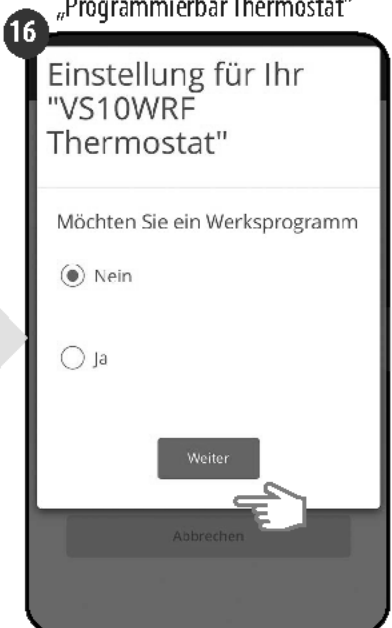 „Programmierbar Thermostat"
16
Einstellung für Ihr
"VS10WRF
Thermostat"
Möchten Sie ein Werksprogramm
Nein
Ja
Weiter
Abbrechen